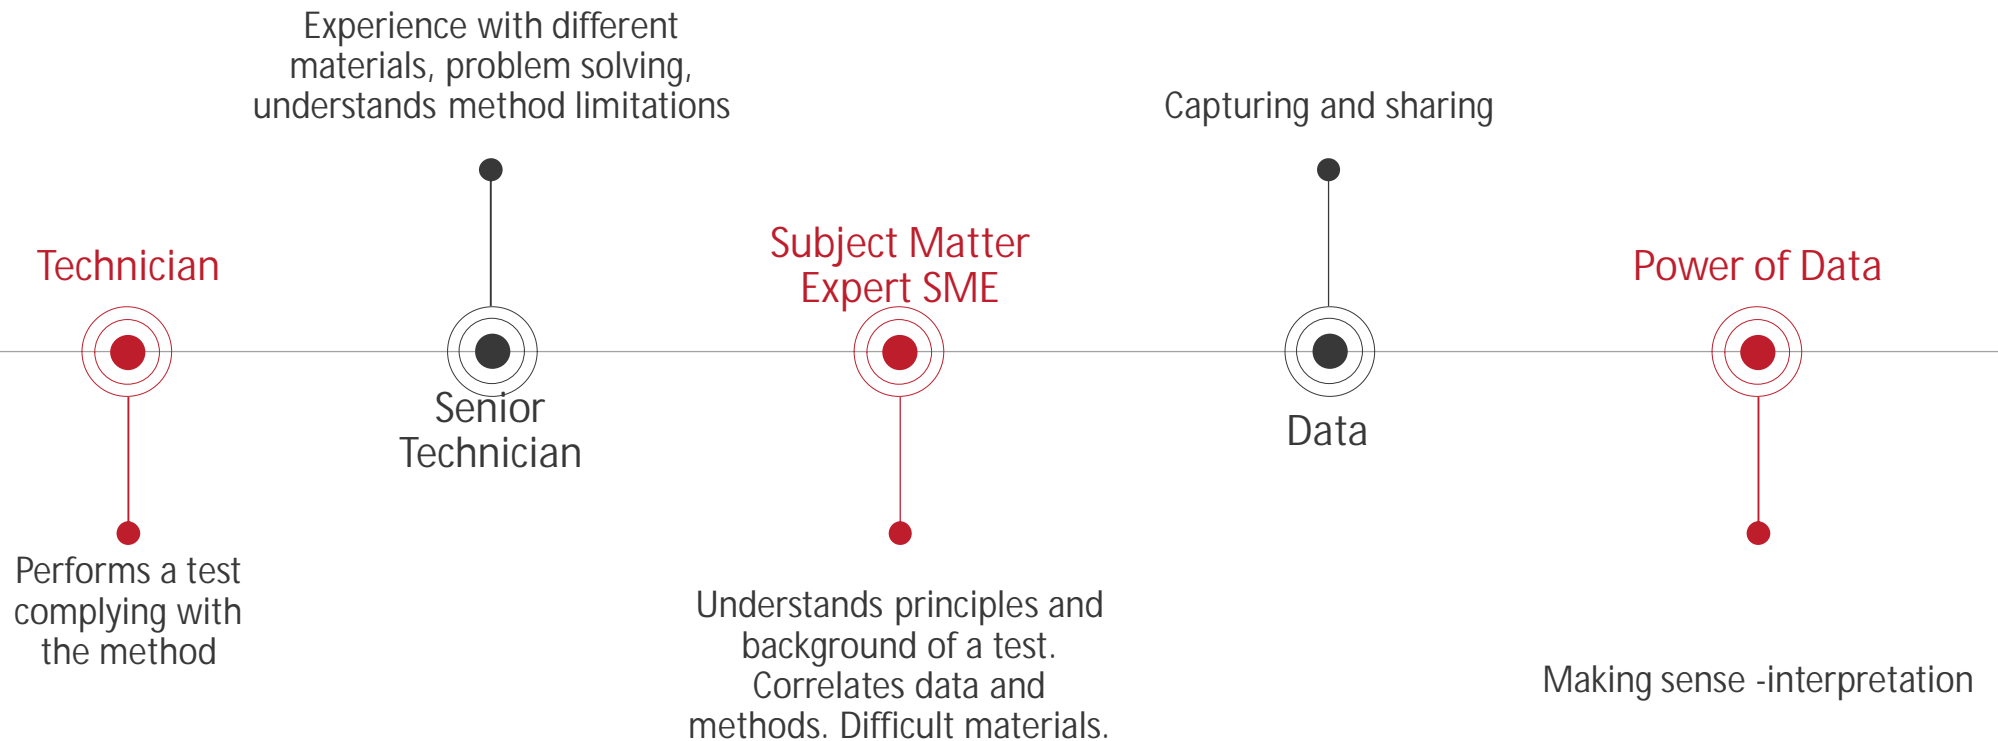 Experience with different
materials, problem solving,
understands method limitations
Capturing and sharing
Technician
Subject Matter
Expert SME
Power of Data
Senior
Technician
Data
Performs a test
complying with
the method
Understands principles and
background of a test.
Correlates data and
methods. Difficult materials.
Making sense -interpretation